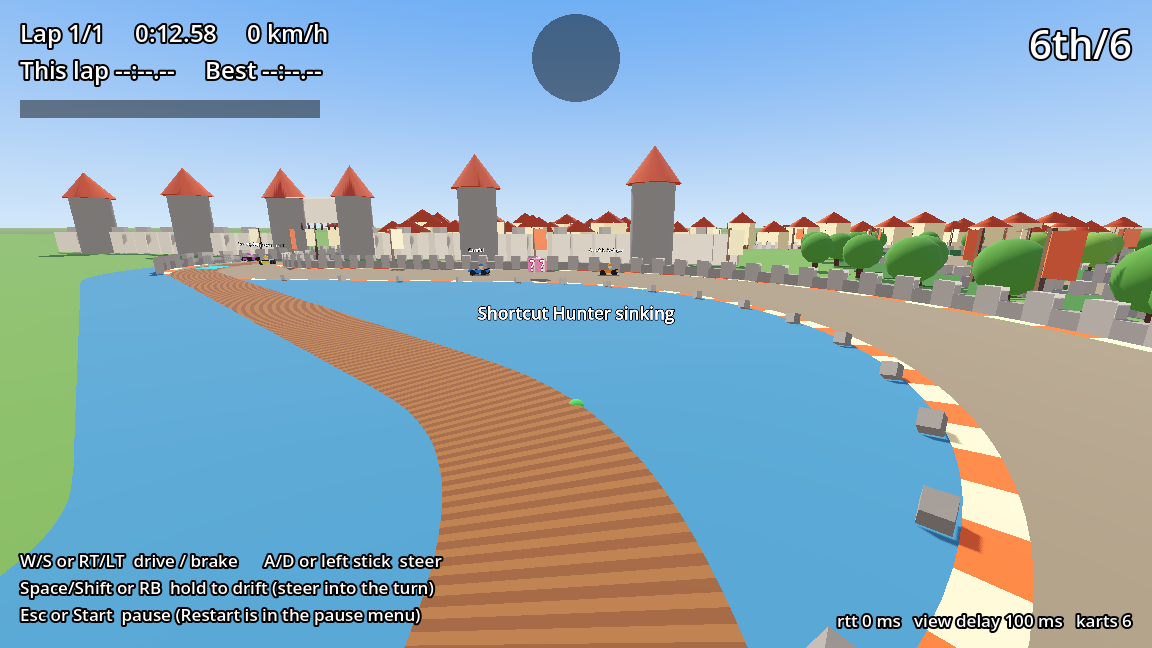 Lap 1/1 0:12.58 0 km/h
6th/6
This lap --:--.-- Best --:--.--
? ?
Shortcut Hunter sinking
W/S or RT/LT drive / brake A/D or left stick steer
Space/Shift or RB hold to drift (steer into the turn)
Esc or Start pause (Restart is in the pause menu)
rtt 0 ms view delay 100 ms karts 6